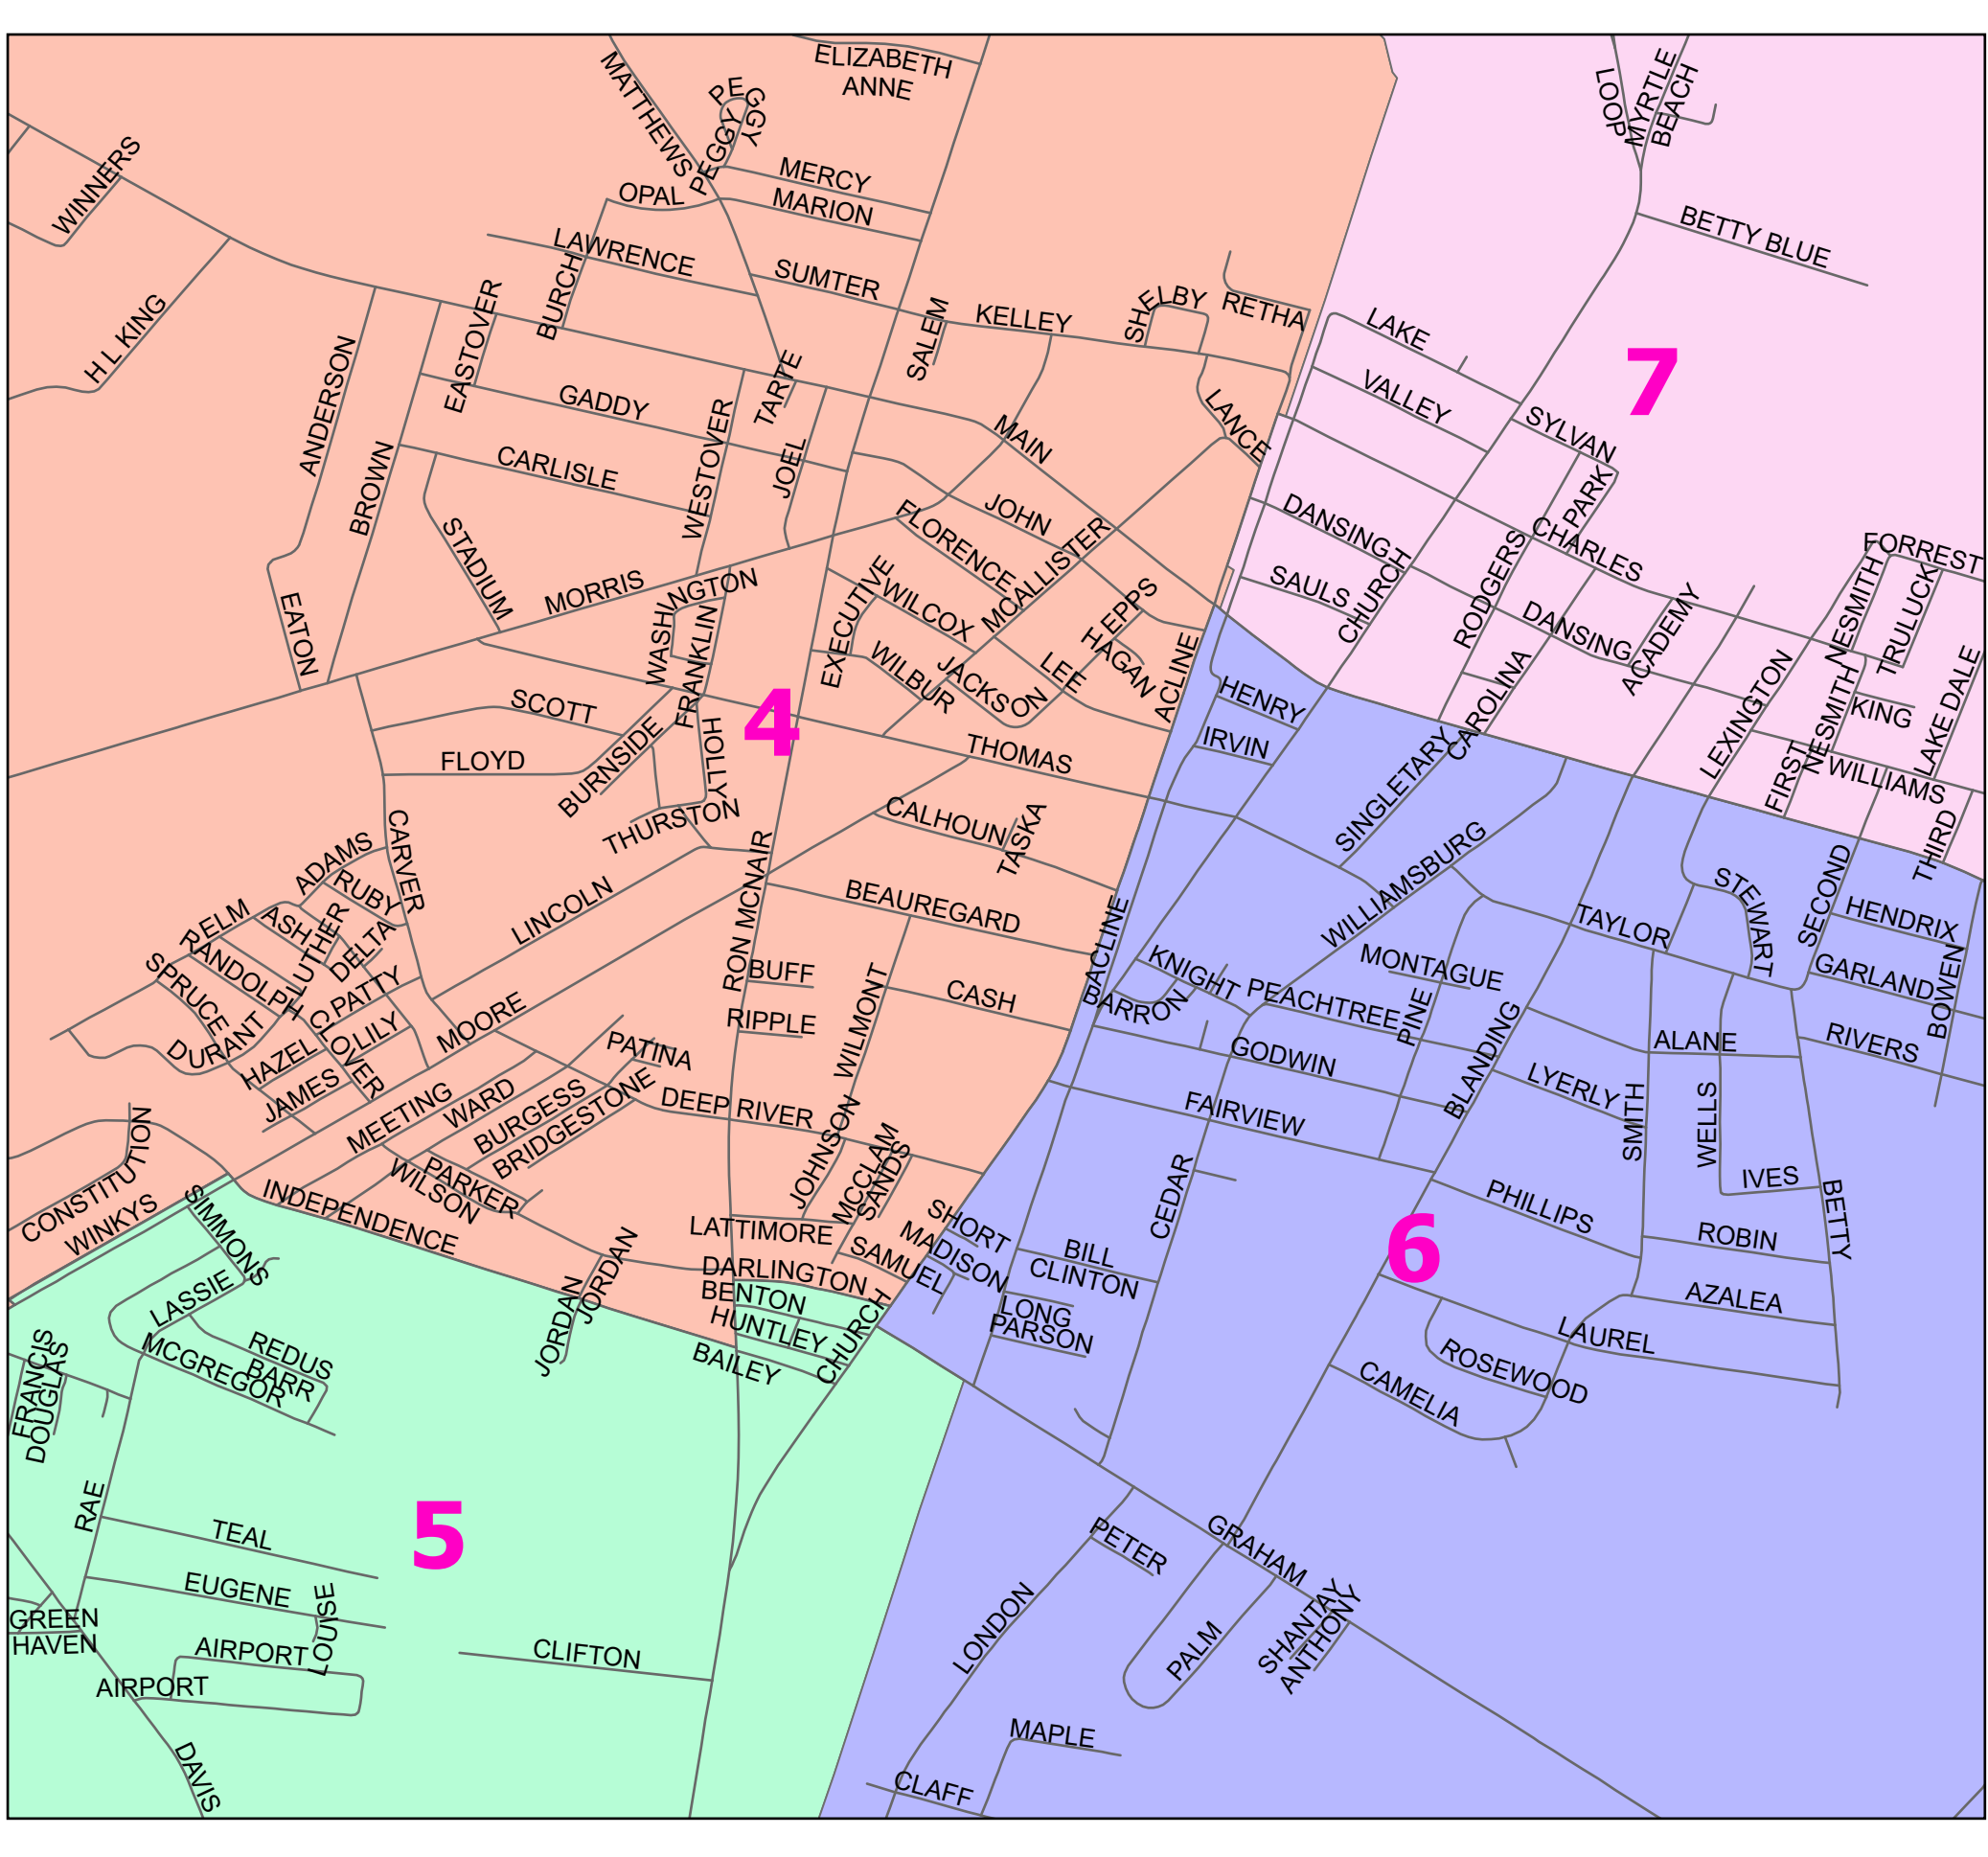 ELIZABETH
ANNE
MATTHEWS
PEGGY
PEGGY
LOOP
MYRTLE
BEACH
WINNERS
MERCY
OPAL
MARION
BETTY BLUE
LAWRENCE
SUMTER
BURCH
EASTOVER
H L KING
SALEM
KELLEY
SHELBY
RETHA
LAKE
7
ANDERSON
GADDY
TARTE
VALLEY
LANCE
SYLVAN
BROWN
CARLISLE
WESTOVER
JOEL
MAIN
PARK
STADIUM
JOHN
FLORENCE
MCALLISTER
DANSING
CHURCH
CHARLES
FORREST
EATON
MORRIS
WASHINGTON
FRANKLIN
EXECUTIVE
WILCOX
HEPPS
HAGAN
SAULS
RODGERS
DANSING
ACADEMY
NESMITH
TRULUCK
WILBUR
JACKSON
LEE
ACLINE
HENRY
CAROLINA
LEXINGTON
NESMITH
KING
LAKE DALE
SCOTT
4
FLOYD
BURNSIDE
HOLLY
THOMAS
IRVIN
SINGLETARY
FIRST
WILLIAMS
THURSTON
CALHOUN
TASKA
WILLIAMSBURG
THIRD
CARVER
ADAMS
RUBY
RON MCNAIR
LINCOLN
BEAUREGARD
STEWART
SECOND
HENDRIX
RELM
ASH
LUTHER
DELTA
BACLINE
TAYLOR
RANDOLPH
SPRUCE
PATTY
BUFF
CASH
KNIGHT
MONTAGUE
GARLAND
BOWEN
BARRON
PEACHTREE
PINE
DURANT
CLOVER
LILY
MOORE
RIPPLE
WILMONT
HAZEL
PATINA
GODWIN
BLANDING
ALANE
RIVERS
JAMES
MEETING
WARD
BURGESS
BRIDGESTONE
DEEP RIVER
FAIRVIEW
LYERLY
SMITH
WELLS
CONSTITUTION
WILSON
PARKER
JOHNSON
MCCLAM
SANDS
CEDAR
IVES
WINKYS
SIMMONS
INDEPENDENCE
LATTIMORE
SHORT
MADISON
PHILLIPS
BETTY
ROBIN
6
JORDAN
JORDAN
DARLINGTON
SAMUEL
BILL
CLINTON
LASSIE
BENTON
LONG
AZALEA
HUNTLEY
CHURCH
PARSON
LAUREL
FRANCIS
DOUGLAS
MCGREGOR
REDUS
BARR
BAILEY
ROSEWOOD
CAMELIA
RAE
5
TEAL
PETER
GRAHAM
EUGENE
LOUISE
GREEN
HAVEN
AIRPORT
CLIFTON
LONDON
PALM
SHANTAY
ANTHONY
AIRPORT
DAVIS
MAPLE
CLAFF